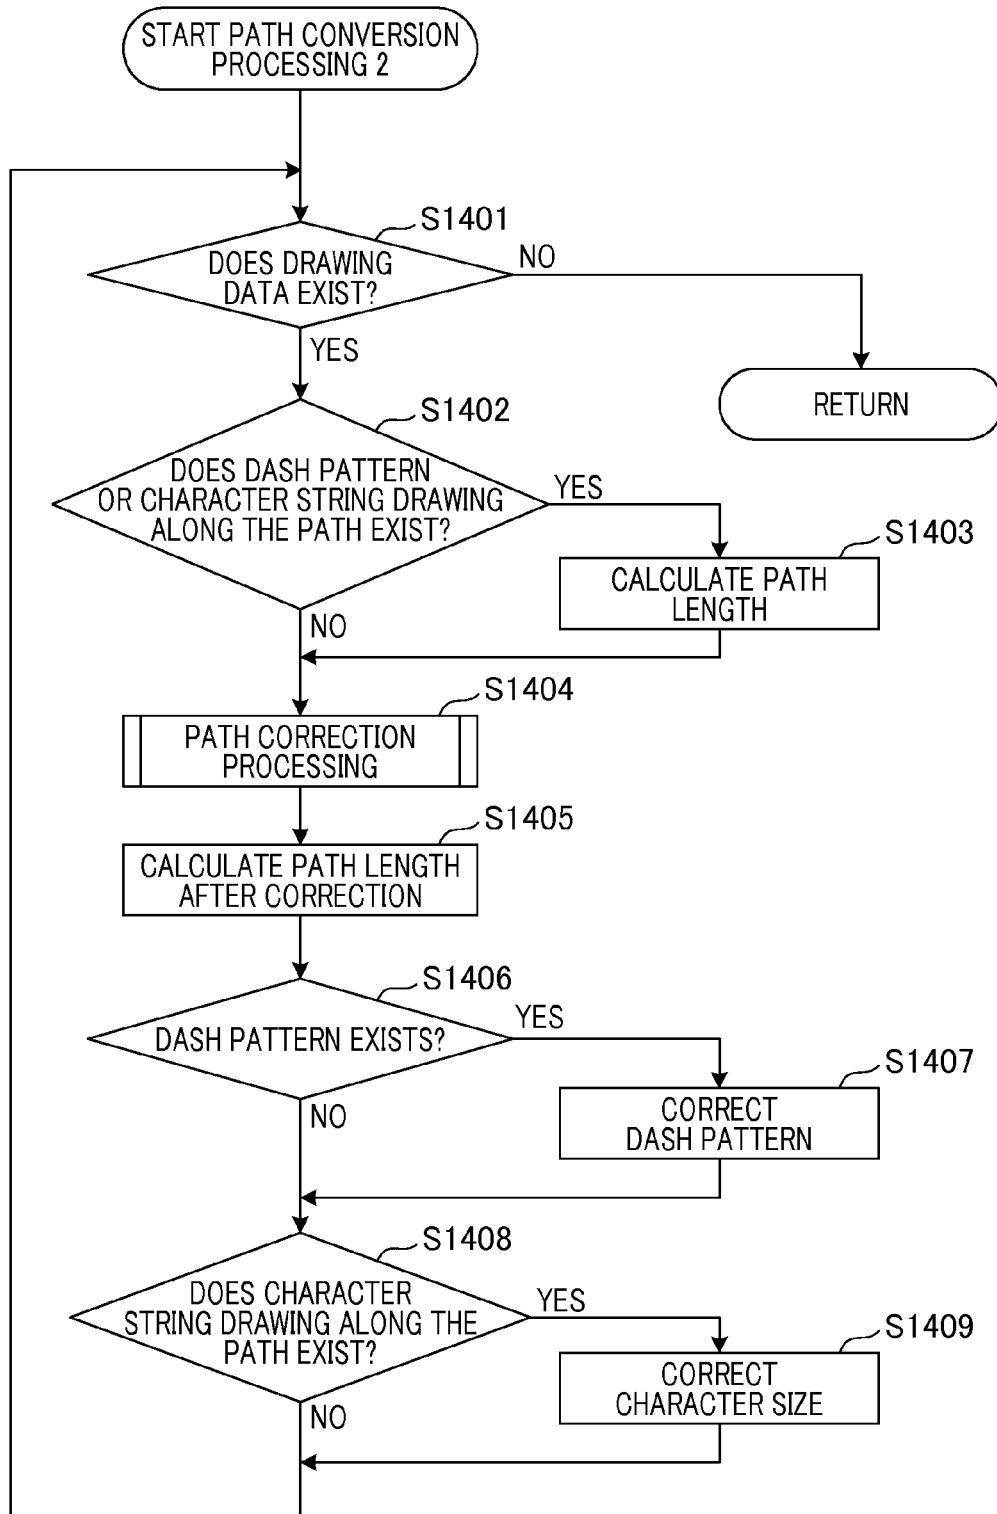 START PATH CONVERSION
PROCESSING 2
S1401
DOES DRAWING
DATA EXIST?
NO
YES
RETURN
S1402
DOES DASH PATTERN
OR CHARACTER STRING DRAWING
ALONG THE PATH EXIST?
YES
S1403
CALCULATE PATH
LENGTH
NO
S1404
PATH CORRECTION
PROCESSING
S1405
CALCULATE PATH LENGTH
AFTER CORRECTION
S1406
DASH PATTERN EXISTS?
YES
S1407
CORRECT
DASH PATTERN
NO
S1408
DOES CHARACTER
STRING DRAWING ALONG THE
PATH EXIST?
YES
S1409
CORRECT
CHARACTER SIZE
NO